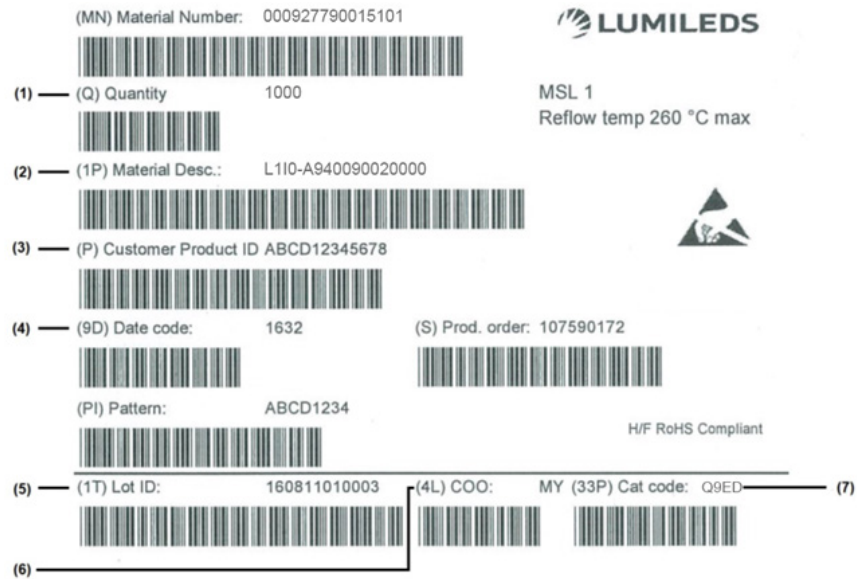 (MN) Material Number: 000927790015101
LUMILEDS
(1) (Q) Quantity 1000
MSL 1
Reflow temp 260 °C max
(2) (1P) Material Desc.: L1I0-A940090020000
(3) (P) Customer Product ID ABCD12345678
(4) (9D) Date code: 1632 (S) Prod. order: 107590172
(PI) Pattern: ABCD1234
H/F RoHS Compliant
(5) (1T) Lot ID: 160811010003 (4L) COO: MY (33P) Cat code: Q9ED (7)
(6)